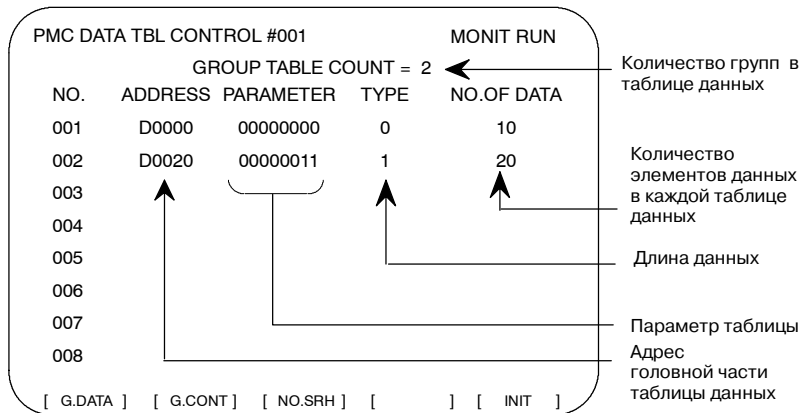 PMC DATA TBL CONTROL #001 MONIT RUN
GROUP TABLE COUNT = 2
NO. ADDRESS PARAMETER TYPE NO.OF DATA
001 D0000 00000000 0 10
002 D0020 00000011 1 20
003
004
005
006
007
008
[ G.DATA ] [ G.CONT ] [ NO.SRH ] [ ] [ INIT ]
Количество групп в
таблице данных
Количество
элементов данных
в каждой таблице
данных
Длина данных
Параметр таблицы
Адрес
головной части
таблицы данных